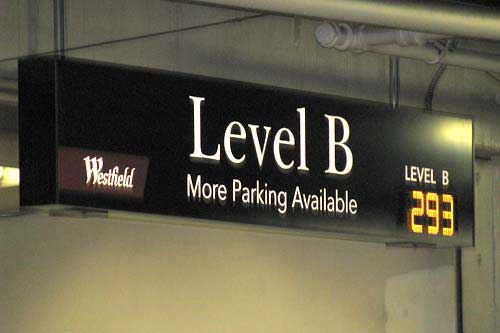 Level B
More Parking Available
Westfield
LEVEL B
293